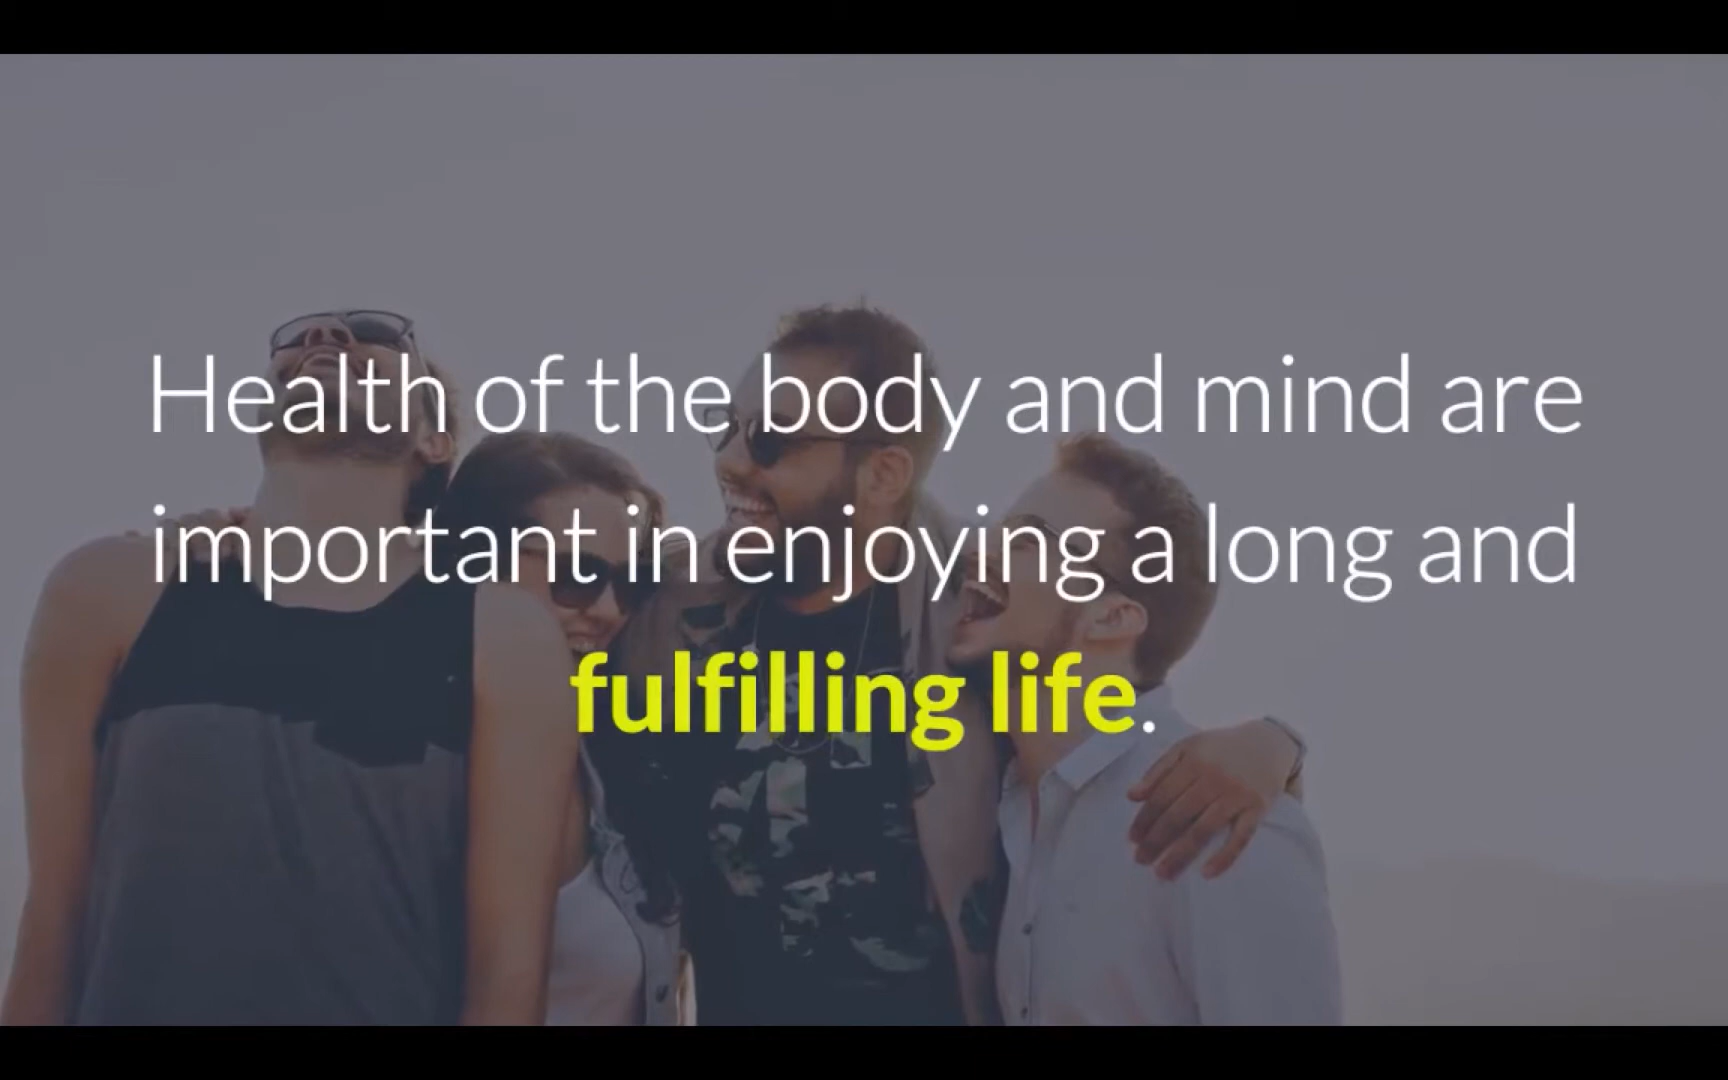 Health of the body and mind are
important in enjoying a long and
fulfilling life.